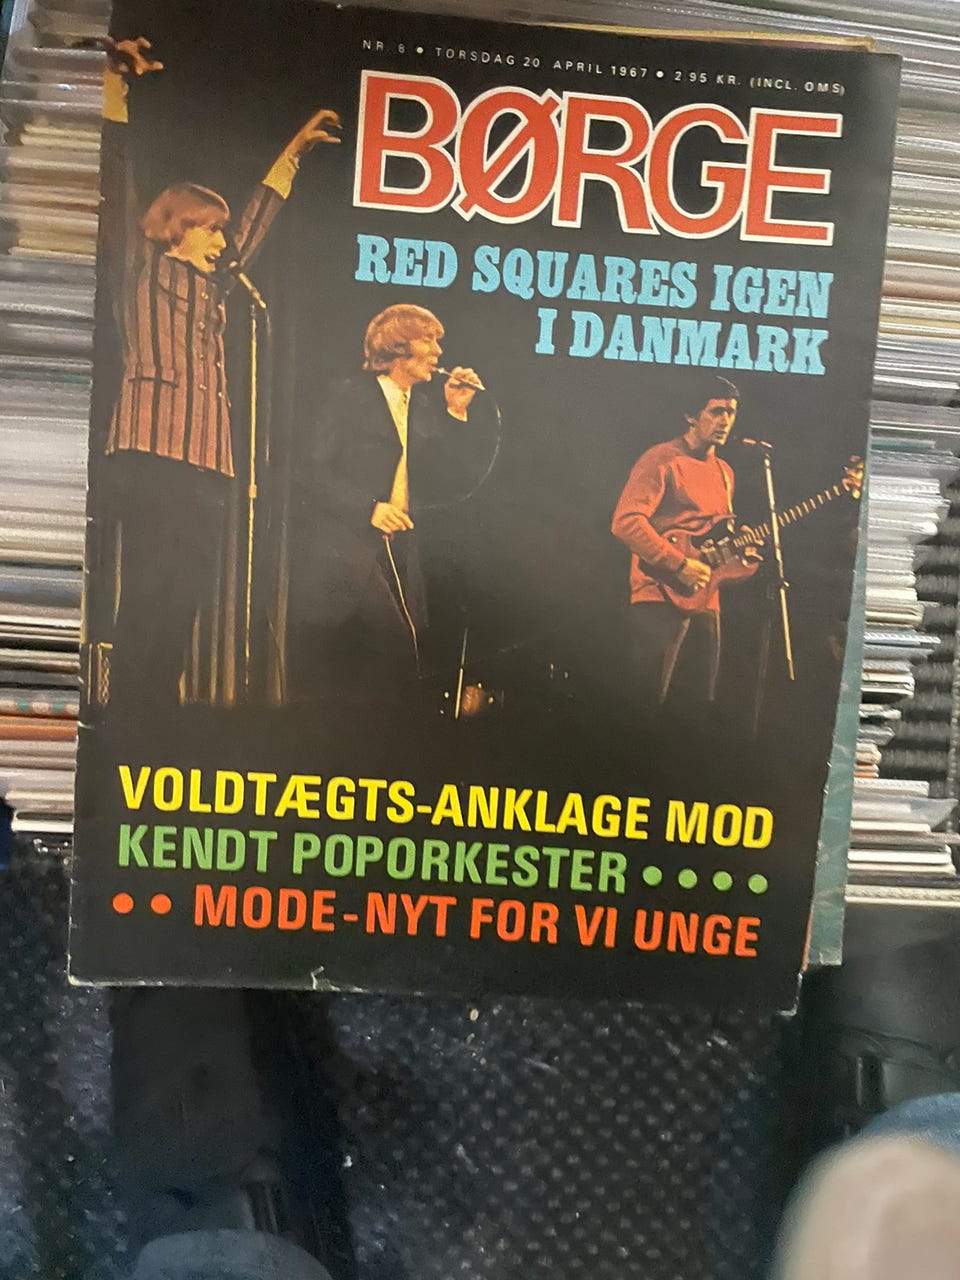 NR. 8 ● TORSDAG 20. APRIL 1967 ● 2.95 KR. (INCL. OMS)
BØRGE
RED SQUARES IGEN
I DANMARK
VOLDTÆGTS-ANKLAGE MOD
KENDT POPORKESTER ● ● ● ●
● ● MODE-NYT FOR VI UNGE